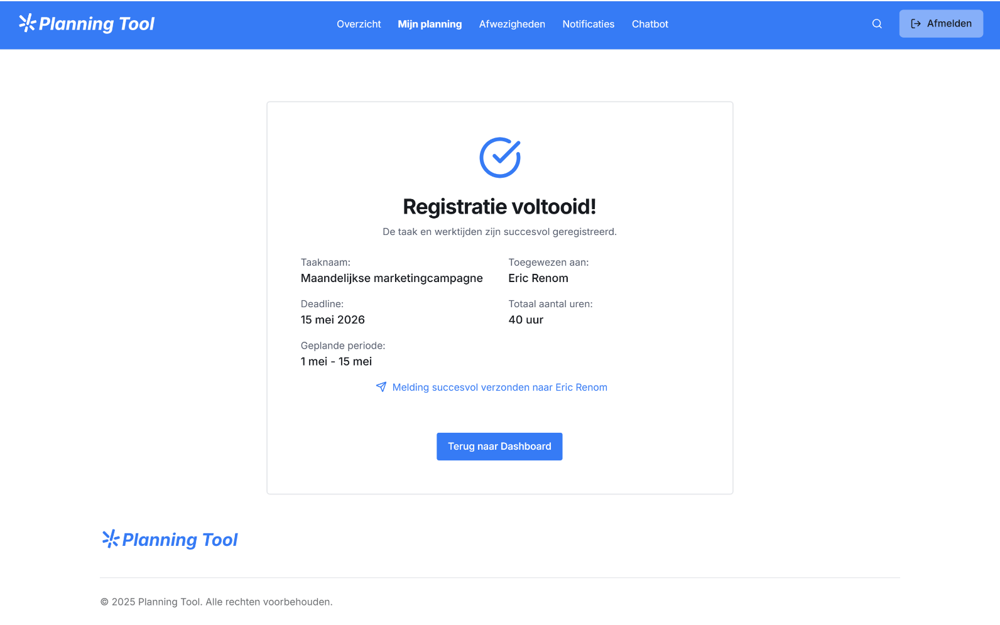 Planning Tool
Overzicht Mijn planning Afwezigheden Notificaties Chatbot
Afmelden
Registratie voltooid!
De taak en werktijden zijn succesvol geregistreerd.
Taaknaam:
Maandelijkse marketingcampagne
Toegewezen aan:
Eric Renom
Deadline:
15 mei 2026
Totaal aantal uren:
40 uur
Geplande periode:
1 mei - 15 mei
Melding succesvol verzonden naar Eric Renom
Terug naar Dashboard
Planning Tool
© 2025 Planning Tool. Alle rechten voorbehouden.